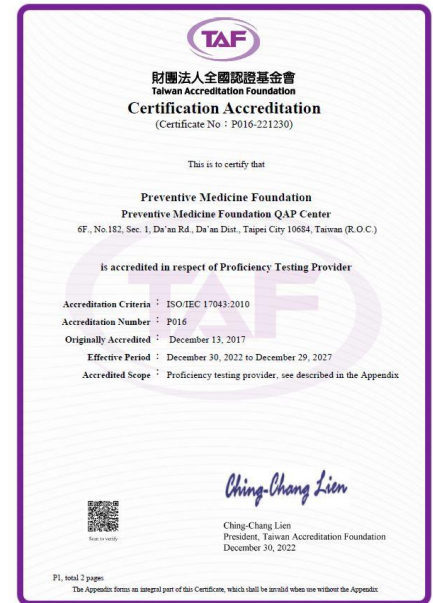 TAF
財團法人全國認證基金會
Taiwan Accreditation Foundation
Certification Accreditation
(Certificate No：P016-221230)
This is to certify that
Preventive Medicine Foundation
Preventive Medicine Foundation QAP Center
6F., No.182, Sec. 1, Da'an Rd., Da'an Dist., Taipei City 10684, Taiwan (R.O.C.)
is accredited in respect of Proficiency Testing Provider
Accreditation Criteria：ISO/IEC 17043:2010
Accreditation Number：P016
Originally Accredited：December 13, 2017
Effective Period：December 30, 2022 to December 29, 2027
Accredited Scope：Proficiency testing provider, see described in the Appendix
TAF
Ching-Chang Lien
Scan to verify
Ching-Chang Lien
President, Taiwan Accreditation Foundation
December 30, 2022
P1, total 2 pages
The Appendix forms an integral part of this Certificate, which shall be invalid when use without the Appendix